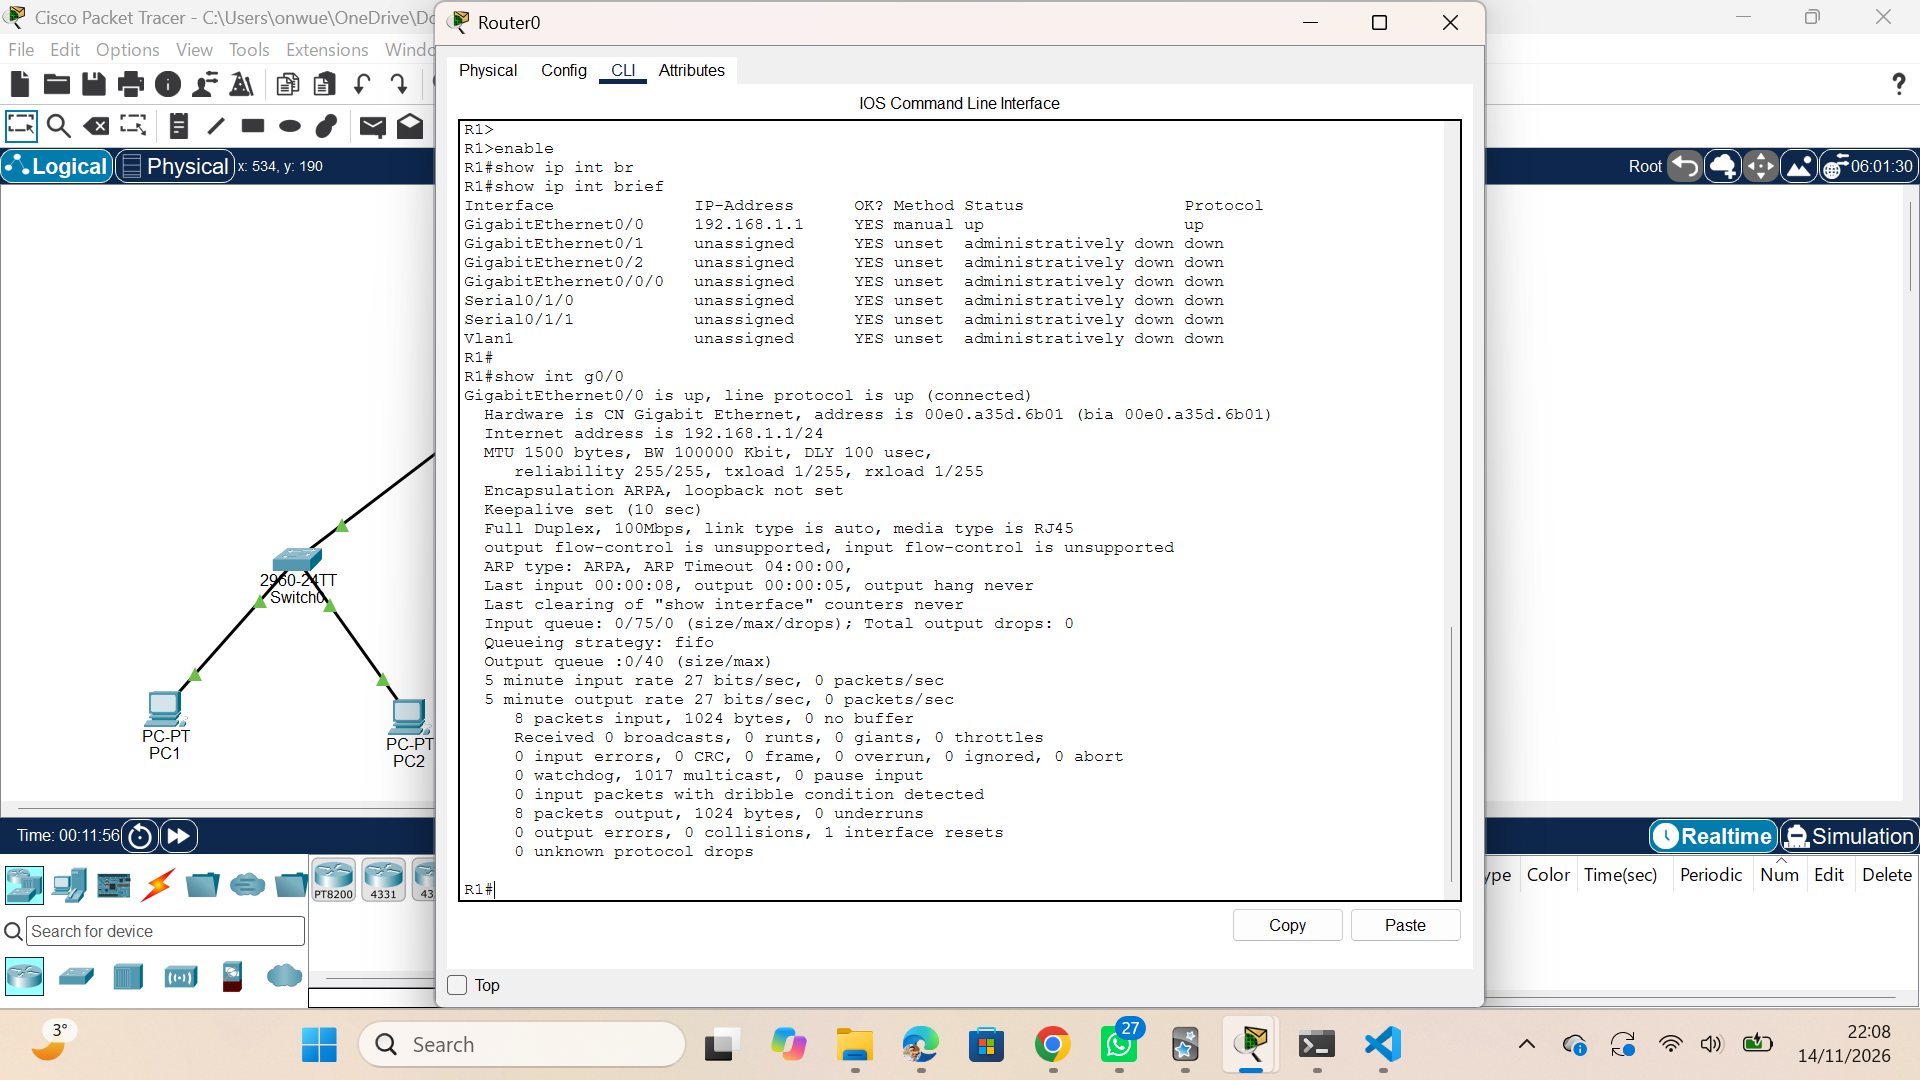 Cisco Packet Tracer - C:\Users\onwue\OneDrive\Do
File Edit Options View Tools Extensions Windo
Logical Physical x: 534, y: 190
Root 06:01:30
Router0
Physical Config CLI Attributes
IOS Command Line Interface
R1>
R1>enable
R1#show ip int br
R1#show ip int brief
Interface IP-Address OK? Method Status Protocol
GigabitEthernet0/0 192.168.1.1 YES manual up up
GigabitEthernet0/1 unassigned YES unset administratively down down
GigabitEthernet0/2 unassigned YES unset administratively down down
GigabitEthernet0/0/0 unassigned YES unset administratively down down
Serial0/1/0 unassigned YES unset administratively down down
Serial0/1/1 unassigned YES unset administratively down down
Vlan1 unassigned YES unset administratively down down
R1#
R1#show int g0/0
GigabitEthernet0/0 is up, line protocol is up (connected)
Hardware is CN Gigabit Ethernet, address is 00e0.a35d.6b01 (bia 00e0.a35d.6b01)
Internet address is 192.168.1.1/24
MTU 1500 bytes, BW 100000 Kbit, DLY 100 usec,
reliability 255/255, txload 1/255, rxload 1/255
Encapsulation ARPA, loopback not set
Keepalive set (10 sec)
Full Duplex, 100Mbps, link type is auto, media type is RJ45
output flow-control is unsupported, input flow-control is unsupported
ARP type: ARPA, ARP Timeout 04:00:00,
Last input 00:00:08, output 00:00:05, output hang never
Last clearing of "show interface" counters never
Input queue: 0/75/0 (size/max/drops); Total output drops: 0
Queueing strategy: fifo
Output queue :0/40 (size/max)
5 minute input rate 27 bits/sec, 0 packets/sec
5 minute output rate 27 bits/sec, 0 packets/sec
8 packets input, 1024 bytes, 0 no buffer
Received 0 broadcasts, 0 runts, 0 giants, 0 throttles
0 input errors, 0 CRC, 0 frame, 0 overrun, 0 ignored, 0 abort
0 watchdog, 1017 multicast, 0 pause input
0 input packets with dribble condition detected
8 packets output, 1024 bytes, 0 underruns
0 output errors, 0 collisions, 1 interface resets
0 unknown protocol drops
R1#
Copy Paste
Top
2960-24TT
Switch0
PC-PT
PC1
PC-PT
PC2
Time: 00:11:56
Realtime Simulation
PT8200 4331 43
Search for device
ype Color Time(sec) Periodic Num Edit Delete
3°
Search
27
22:08
14/11/2026